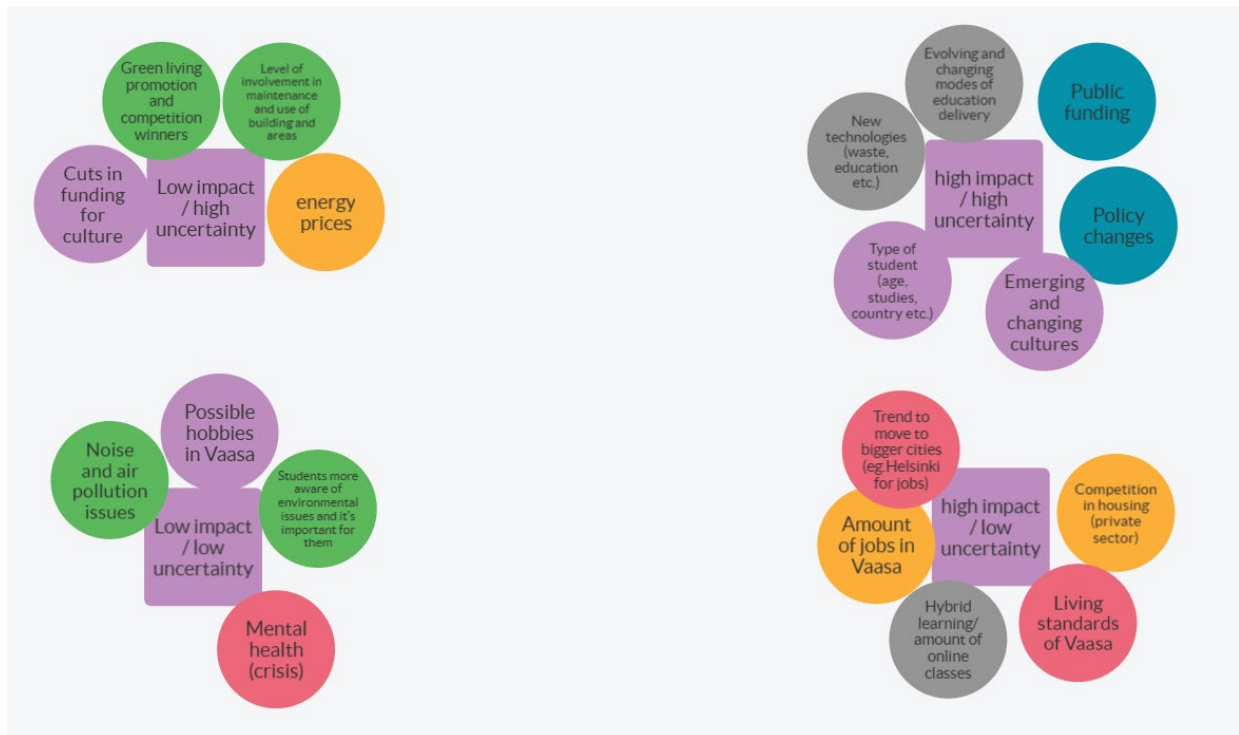 Green living
promotion
and
competition
winners
Level of
involvement in
maintenance
and use of
building and
areas
Cuts in
funding
for
culture
Low impact
/ high
uncertainty
energy
prices
Evolving and
changing
modes of
education
delivery
Public
funding
New
technologies
(waste,
education
etc.)
high impact
/ high
uncertainty
Policy
changes
Type of
student
(age,
studies,
country etc.)
Emerging
and
changing
cultures
Possible
hobbies
in Vaasa
Noise
and air
pollution
issues
Students more
aware of
environmental
issues and it's
important for
them
Low impact
/ low
uncertainty
Mental
health
(crisis)
Trend to
move to
bigger cities
(eg.Helsinki
for jobs)
high impact
/ low
uncertainty
Competition
in housing
(private
sector)
Amount
of jobs in
Vaasa
Hybrid
learning/
amount of
online
classes
Living
standards
of Vaasa